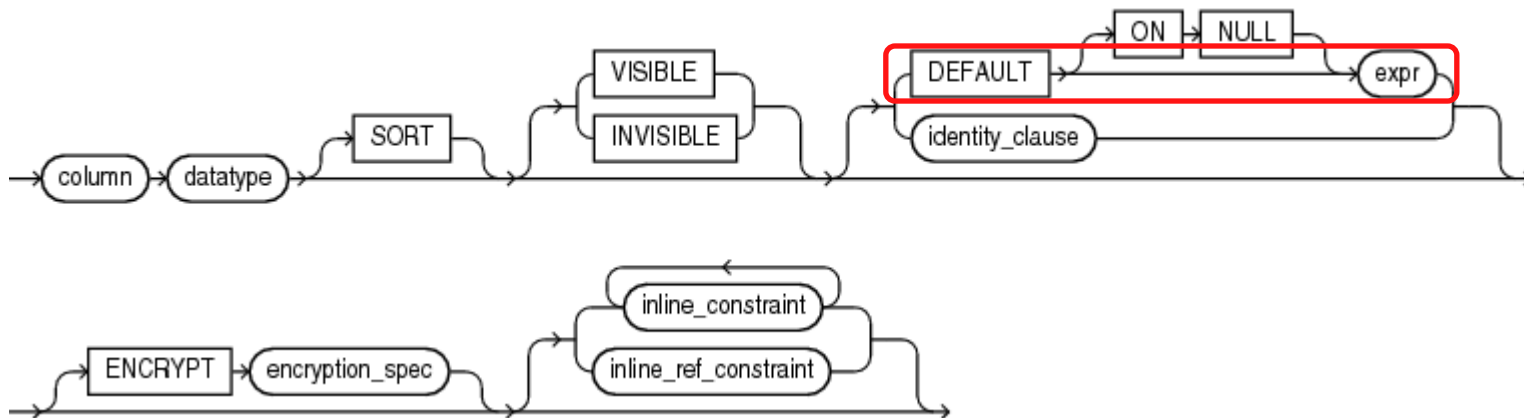 ON NULL
VISIBLE DEFAULT expr
SORT INVISIBLE identity_clause
column datatype
inline_constraint
ENCRYPT encryption_spec inline_ref_constraint